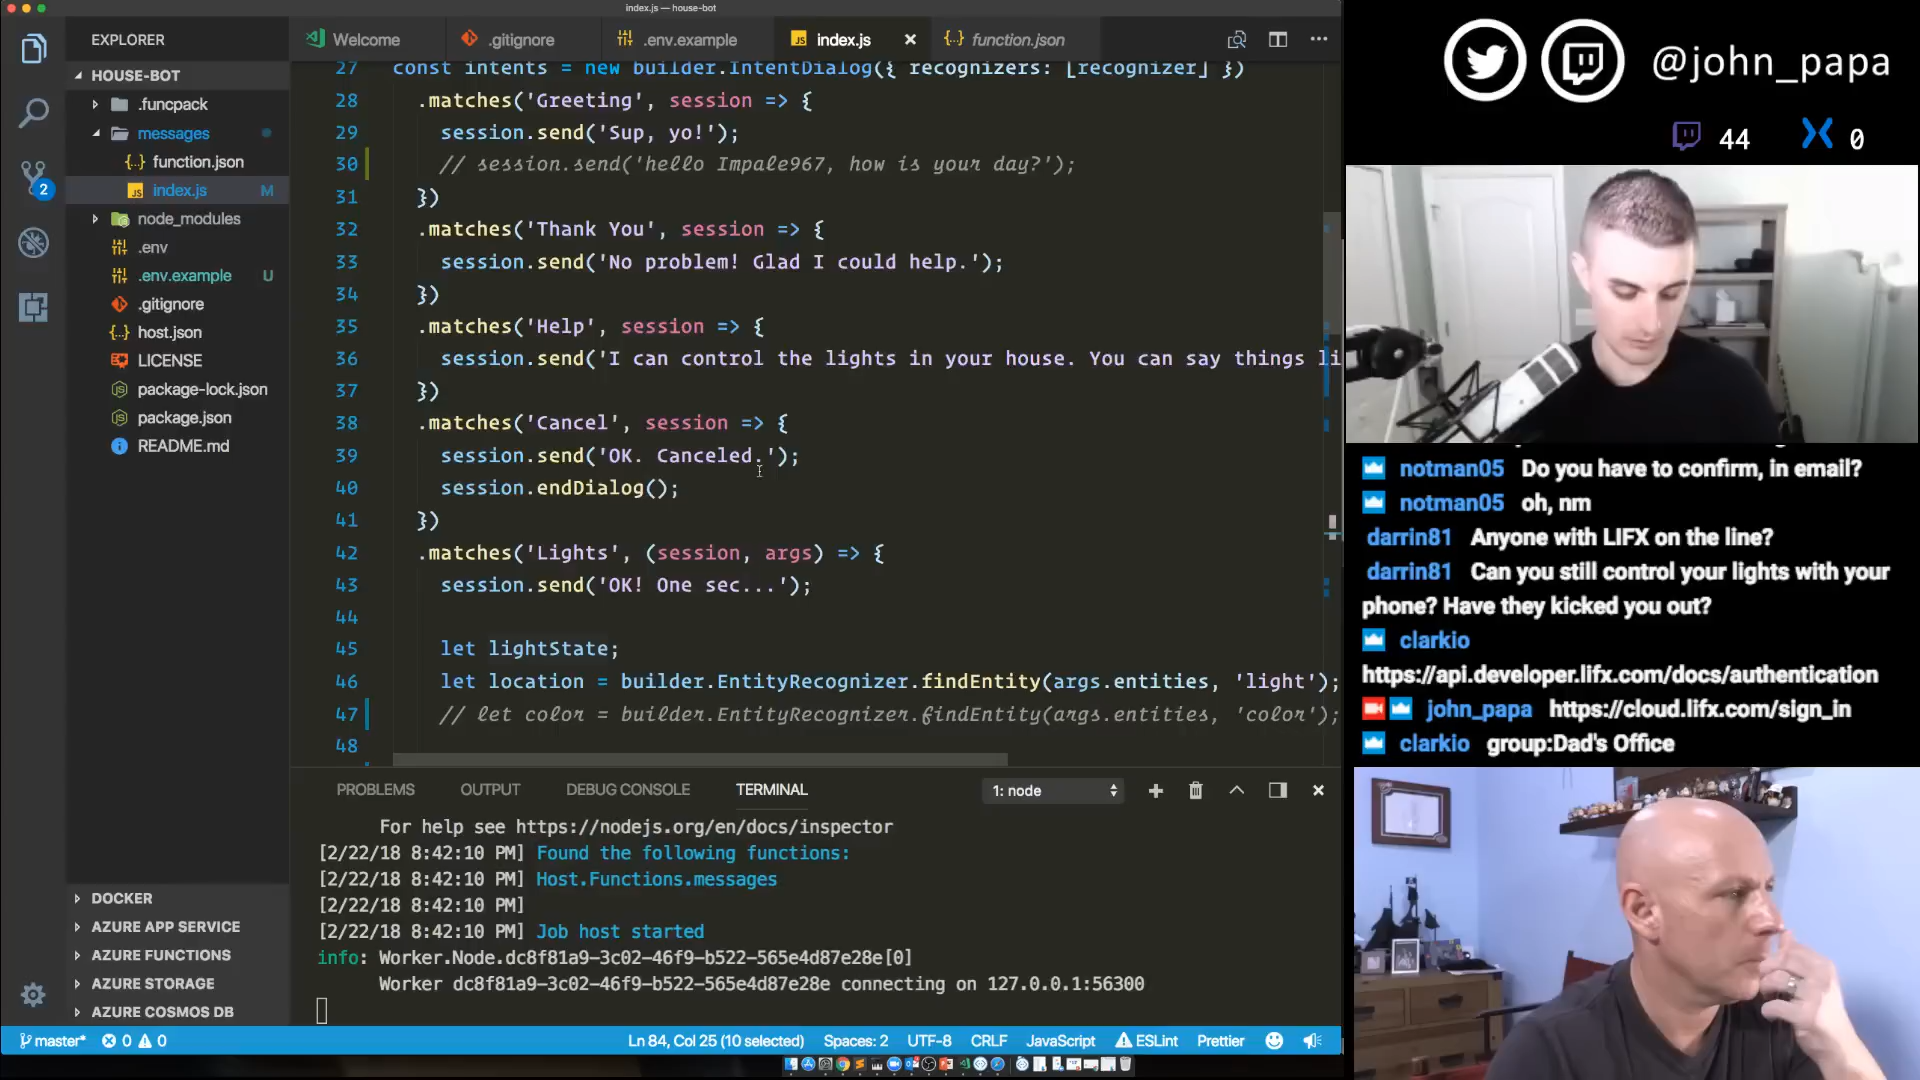 index.js — house-bot
EXPLORER
HOUSE-BOT
.funcpack
messages
function.json
index.js M
node_modules
.env
.env.example U
.gitignore
host.json
LICENSE
package-lock.json
package.json
README.md
DOCKER
AZURE APP SERVICE
AZURE FUNCTIONS
AZURE STORAGE
AZURE COSMOS DB
2
Welcome
.gitignore
.env.example
index.js
function.json
27 const intents = new builder.IntentDialog({ recognizers: [recognizer] })
28 .matches('Greeting', session => {
29 session.send('Sup, yo!');
30 // session.send('hello Impale967, how is your day?');
31 })
32 .matches('Thank You', session => {
33 session.send('No problem! Glad I could help.');
34 })
35 .matches('Help', session => {
36 session.send('I can control the lights in your house. You can say things li
37 })
38 .matches('Cancel', session => {
39 session.send('OK. Canceled.');
40 session.endDialog();
41 })
42 .matches('Lights', (session, args) => {
43 session.send('OK! One sec...');
44
45 let lightState;
46 let location = builder.EntityRecognizer.findEntity(args.entities, 'light');
47 // let color = builder.EntityRecognizer.findEntity(args.entities, 'color');
48
PROBLEMS OUTPUT DEBUG CONSOLE TERMINAL 1: node
For help see https://nodejs.org/en/docs/inspector
[2/22/18 8:42:10 PM] Found the following functions:
[2/22/18 8:42:10 PM] Host.Functions.messages
[2/22/18 8:42:10 PM]
[2/22/18 8:42:10 PM] Job host started
info: Worker.Node.dc8f81a9-3c02-46f9-b522-565e4d87e28e[0]
Worker dc8f81a9-3c02-46f9-b522-565e4d87e28e connecting on 127.0.0.1:56300
master* 0 0 Ln 84, Col 25 (10 selected) Spaces: 2 UTF-8 CRLF JavaScript ESLint Prettier
@john_papa
44 0
notman05 Do you have to confirm, in email?
notman05 oh, nm
darrin81 Anyone with LIFX on the line?
darrin81 Can you still control your lights with your
phone? Have they kicked you out?
clarkio
https://api.developer.lifx.com/docs/authentication
john_papa https://cloud.lifx.com/sign_in
clarkio group:Dad's Office